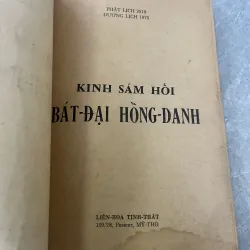 PHẬT LỊCH 2519
DƯƠNG LỊCH 1975
KINH SÁM HỐI
BÁT-ĐẠI HỒNG-DANH
LIÊN-HOA TỊNH-THẤT
Pasteur, MỸ-THO